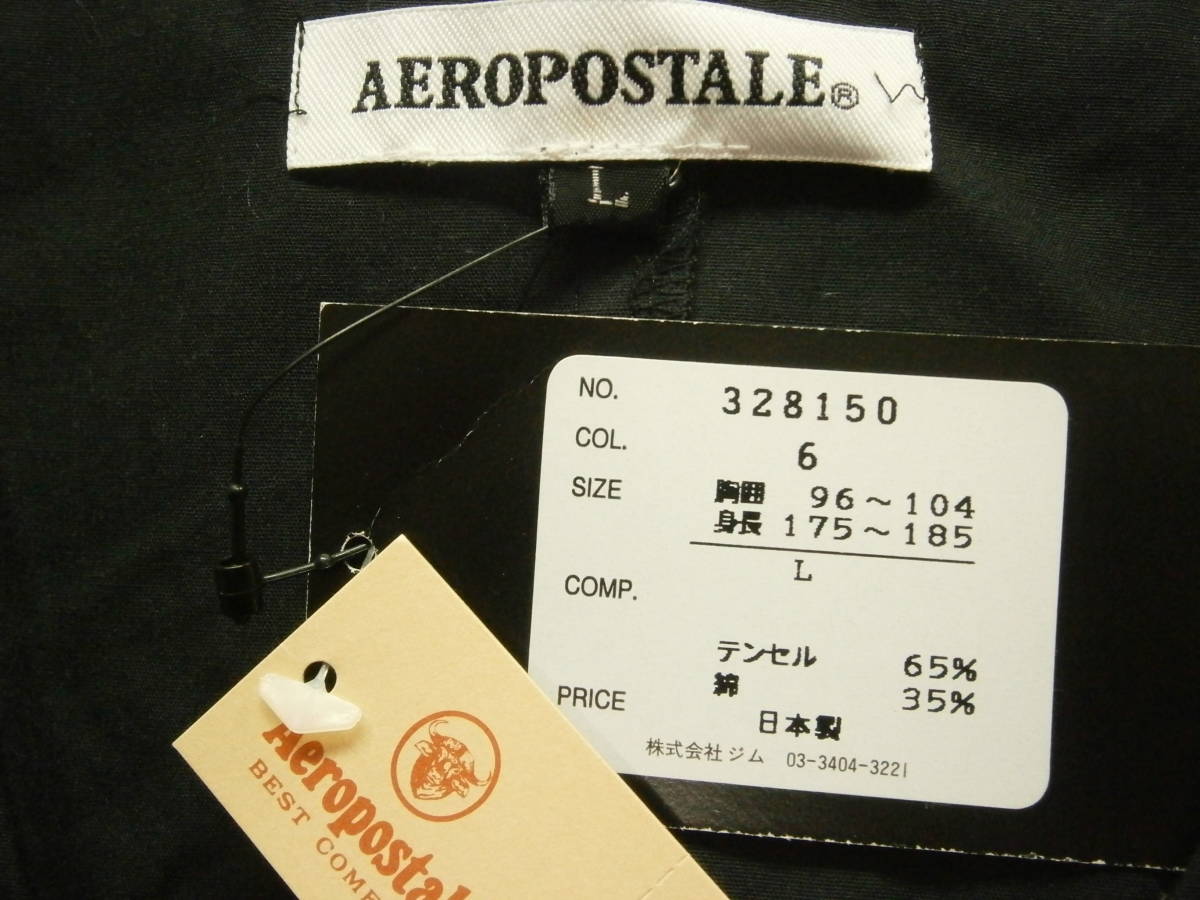 AEROPOSTALE®
L
NO. 328150
COL. 6
SIZE 胸囲 96～104
身長 175～185
L
COMP.
テンセル 65%
綿 35%
PRICE
日本製
株式会社ジム 03-3404-3221
Aeropostal
BEST COMF